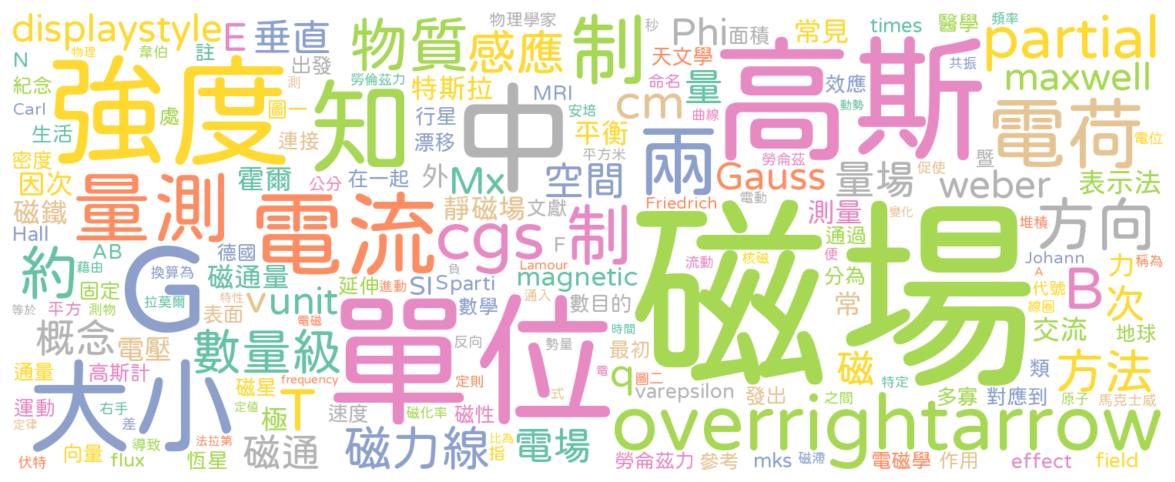 displaystyle E 垂直 物質 感應 制 物理學家 秒 Phi 面積 常見 times 醫學 頻率
N 韋伯 物理 註 出發 天文學 partial 共振
紀念 強度 測 勞倫茲力 特斯拉 知 中 高斯 命名 效應 maxwell
Carl 處 圖一 行星 MRI 安培 cm 量 動勢 電荷
生活 連接 漂移 平衡 曲線 電位
密度 平方米 兩 勞侖茲 促使 暨
因次 量測 霍爾 公分 在一起 外 Mx 空間 Gauss 量場 weber 表示法
磁鐵 電流 靜磁場 文獻 Friedrich 電動 測量 變化 方向
Hall AB 德國 cgs F 制 磁場 流動 通過 堆積
約 藉由 換算為 磁通量 延伸 進動 SI Lamour 負 Sparti magnetic 核磁 便 Johann 力 稱為
固定 G v unit 數學 通入 數目的 分為 A 代號 B 次
等於 平方 測物 拉莫爾 特性 表面 電磁 單位 時間 常 線圈 交流 地球
概念 電壓 數量級 反向 勢量 最初 類
通量 大小 高斯計 磁星 frequency 定則 電 圖二 q 磁 特定 方法
運動 右手 定值 T 極 速度 式 varepsilon 發出 多寡 對應到 原子 馬克士威
定律 差 磁化率 磁性 之間 overrightarrow
伏特 向量 導致 法拉第 磁通 磁力線 比為 電場
flux 恆星 指 勞侖茲力 參考 mks 磁滯 電磁學 作用 effect field